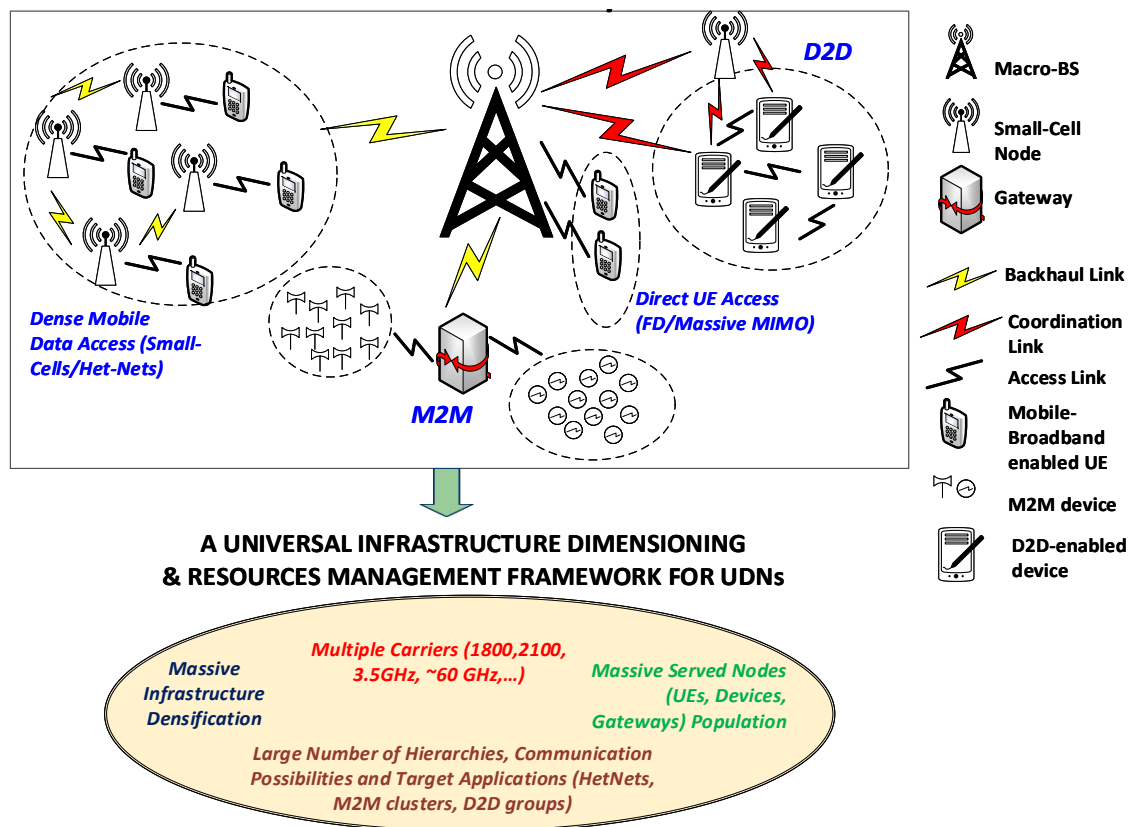 D2D
Dense Mobile
Data Access (Small-
Cells/Het-Nets)
Direct UE Access
(FD/Massive MIMO)
M2M
Macro-BS
Small-Cell
Node
Gateway
Backhaul Link
Coordination
Link
Access Link
Mobile-
Broadband
enabled UE
M2M device
D2D-enabled
device
A UNIVERSAL INFRASTRUCTURE DIMENSIONING
& RESOURCES MANAGEMENT FRAMEWORK FOR UDNs
Massive
Infrastructure
Densification
Multiple Carriers (1800,2100,
3.5GHz, ~60 GHz,...)
Massive Served Nodes
(UEs, Devices,
Gateways) Population
Large Number of Hierarchies, Communication
Possibilities and Target Applications (HetNets,
M2M clusters, D2D groups)